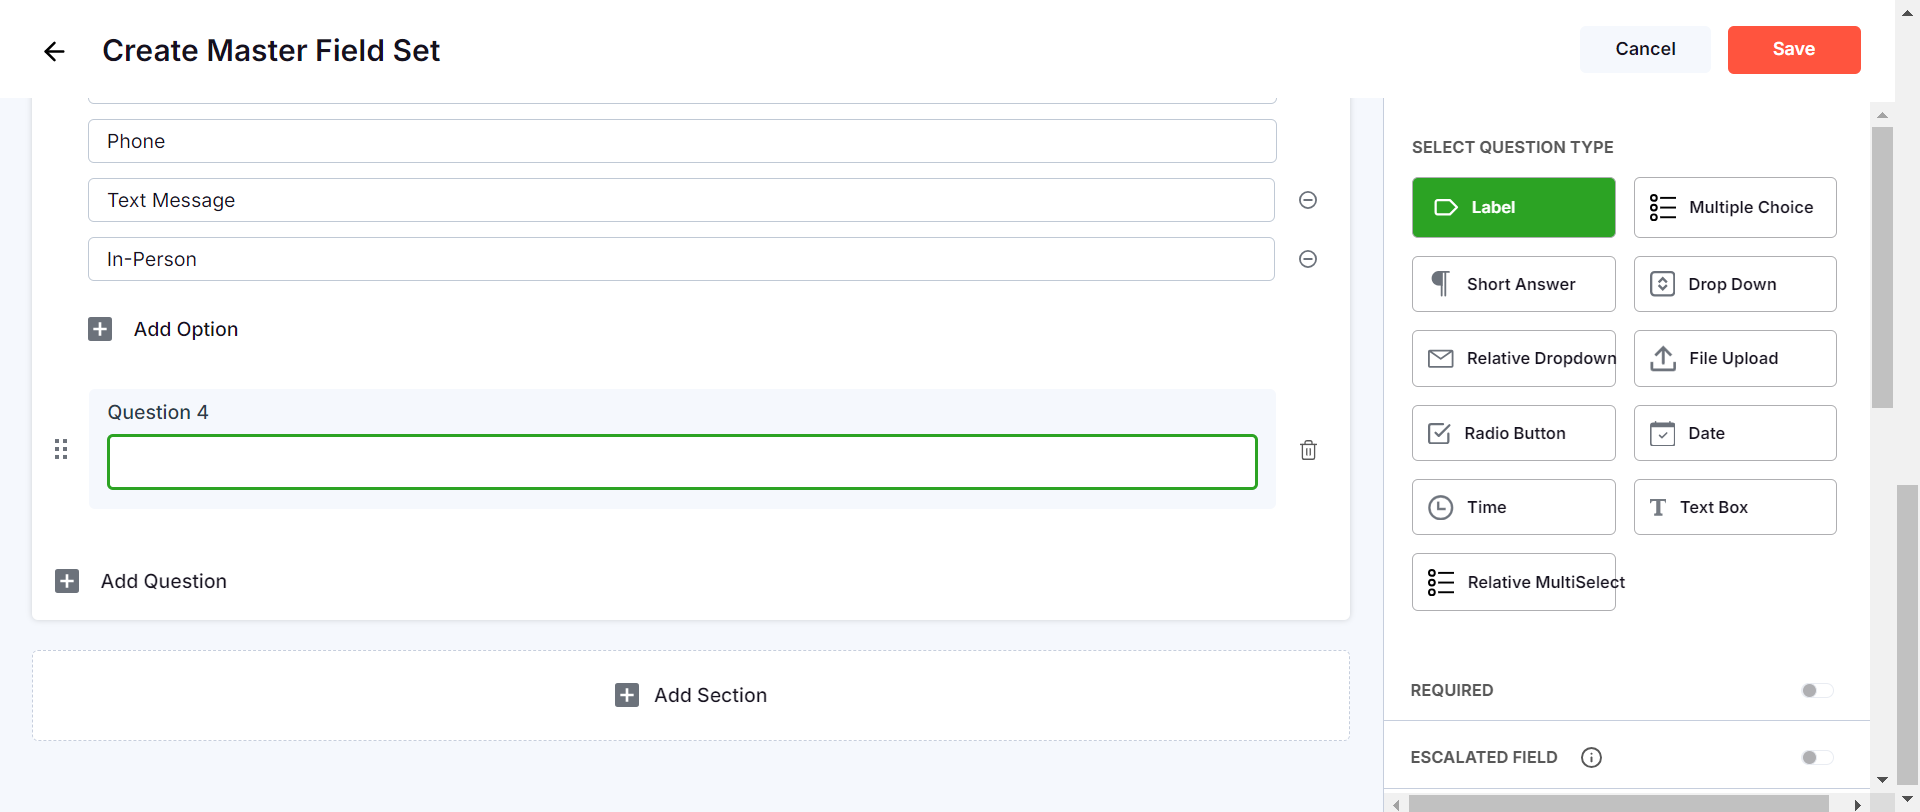 Create Master Field Set
Cancel
Save
Phone
Text Message
In-Person
Add Option
Question 4
Add Question
Add Section
SELECT QUESTION TYPE
Label
Multiple Choice
Short Answer
Drop Down
Relative Dropdown
File Upload
Radio Button
Date
Time
Text Box
Relative MultiSelect
REQUIRED
ESCALATED FIELD